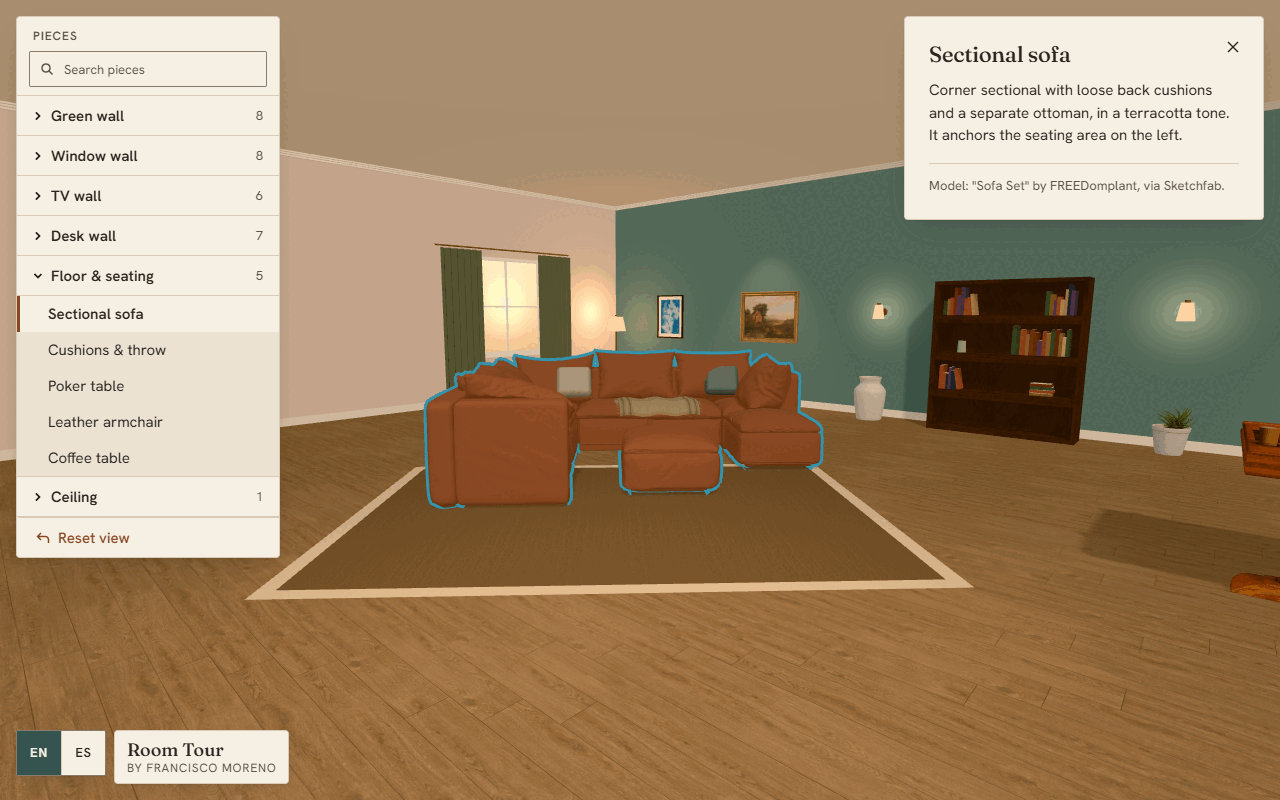 PIECES
Search pieces
Green wall 8
Window wall 8
TV wall 6
Desk wall 7
Floor & seating 5
Sectional sofa
Cushions & throw
Poker table
Leather armchair
Coffee table
Ceiling 1
Reset view
EN ES
Room Tour
BY FRANCISCO MORENO
Sectional sofa
Corner sectional with loose back cushions
and a separate ottoman, in a terracotta tone.
It anchors the seating area on the left.
Model: "Sofa Set" by FREEDomplant, via Sketchfab.